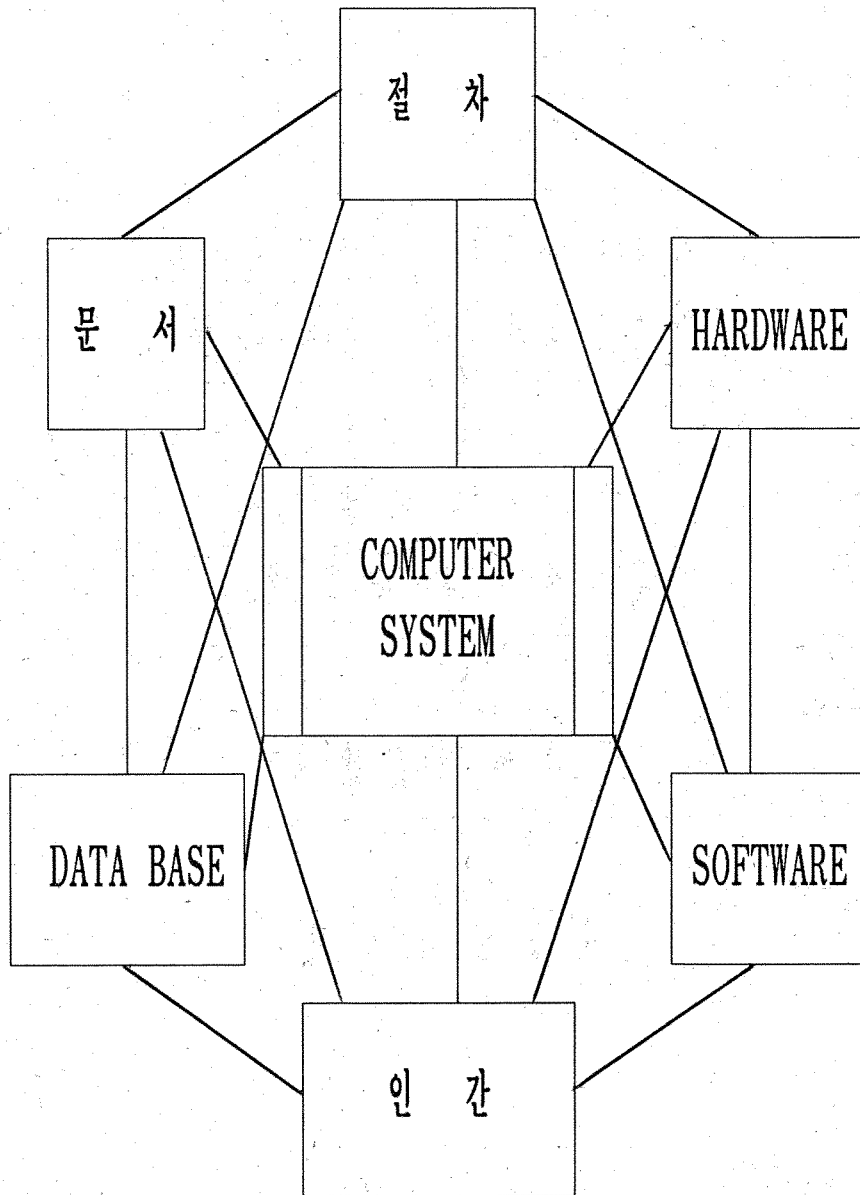 절 차
문 서
HARDWARE
COMPUTER
SYSTEM
DATA BASE
SOFTWARE
인 간